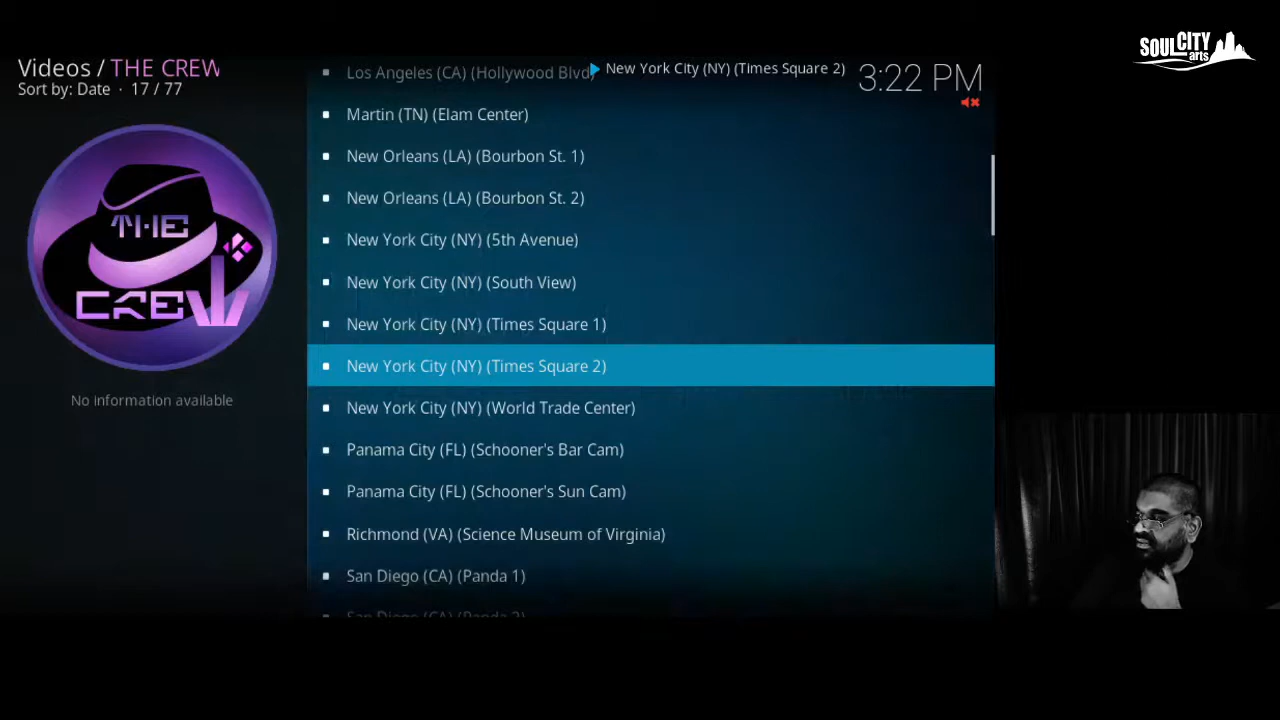 Videos / THE CREW
Sort by: Date · 17 / 77
THE
CREW
No information available
Los Angeles (CA) (Hollywood Blvd)
New York City (NY) (Times Square 2)
3:22 PM
Martin (TN) (Elam Center)
New Orleans (LA) (Bourbon St. 1)
New Orleans (LA) (Bourbon St. 2)
New York City (NY) (5th Avenue)
New York City (NY) (South View)
New York City (NY) (Times Square 1)
New York City (NY) (Times Square 2)
New York City (NY) (World Trade Center)
Panama City (FL) (Schooner's Bar Cam)
Panama City (FL) (Schooner's Sun Cam)
Richmond (VA) (Science Museum of Virginia)
San Diego (CA) (Panda 1)
San Diego (CA) (Panda 2)
SOUL CITY
arts